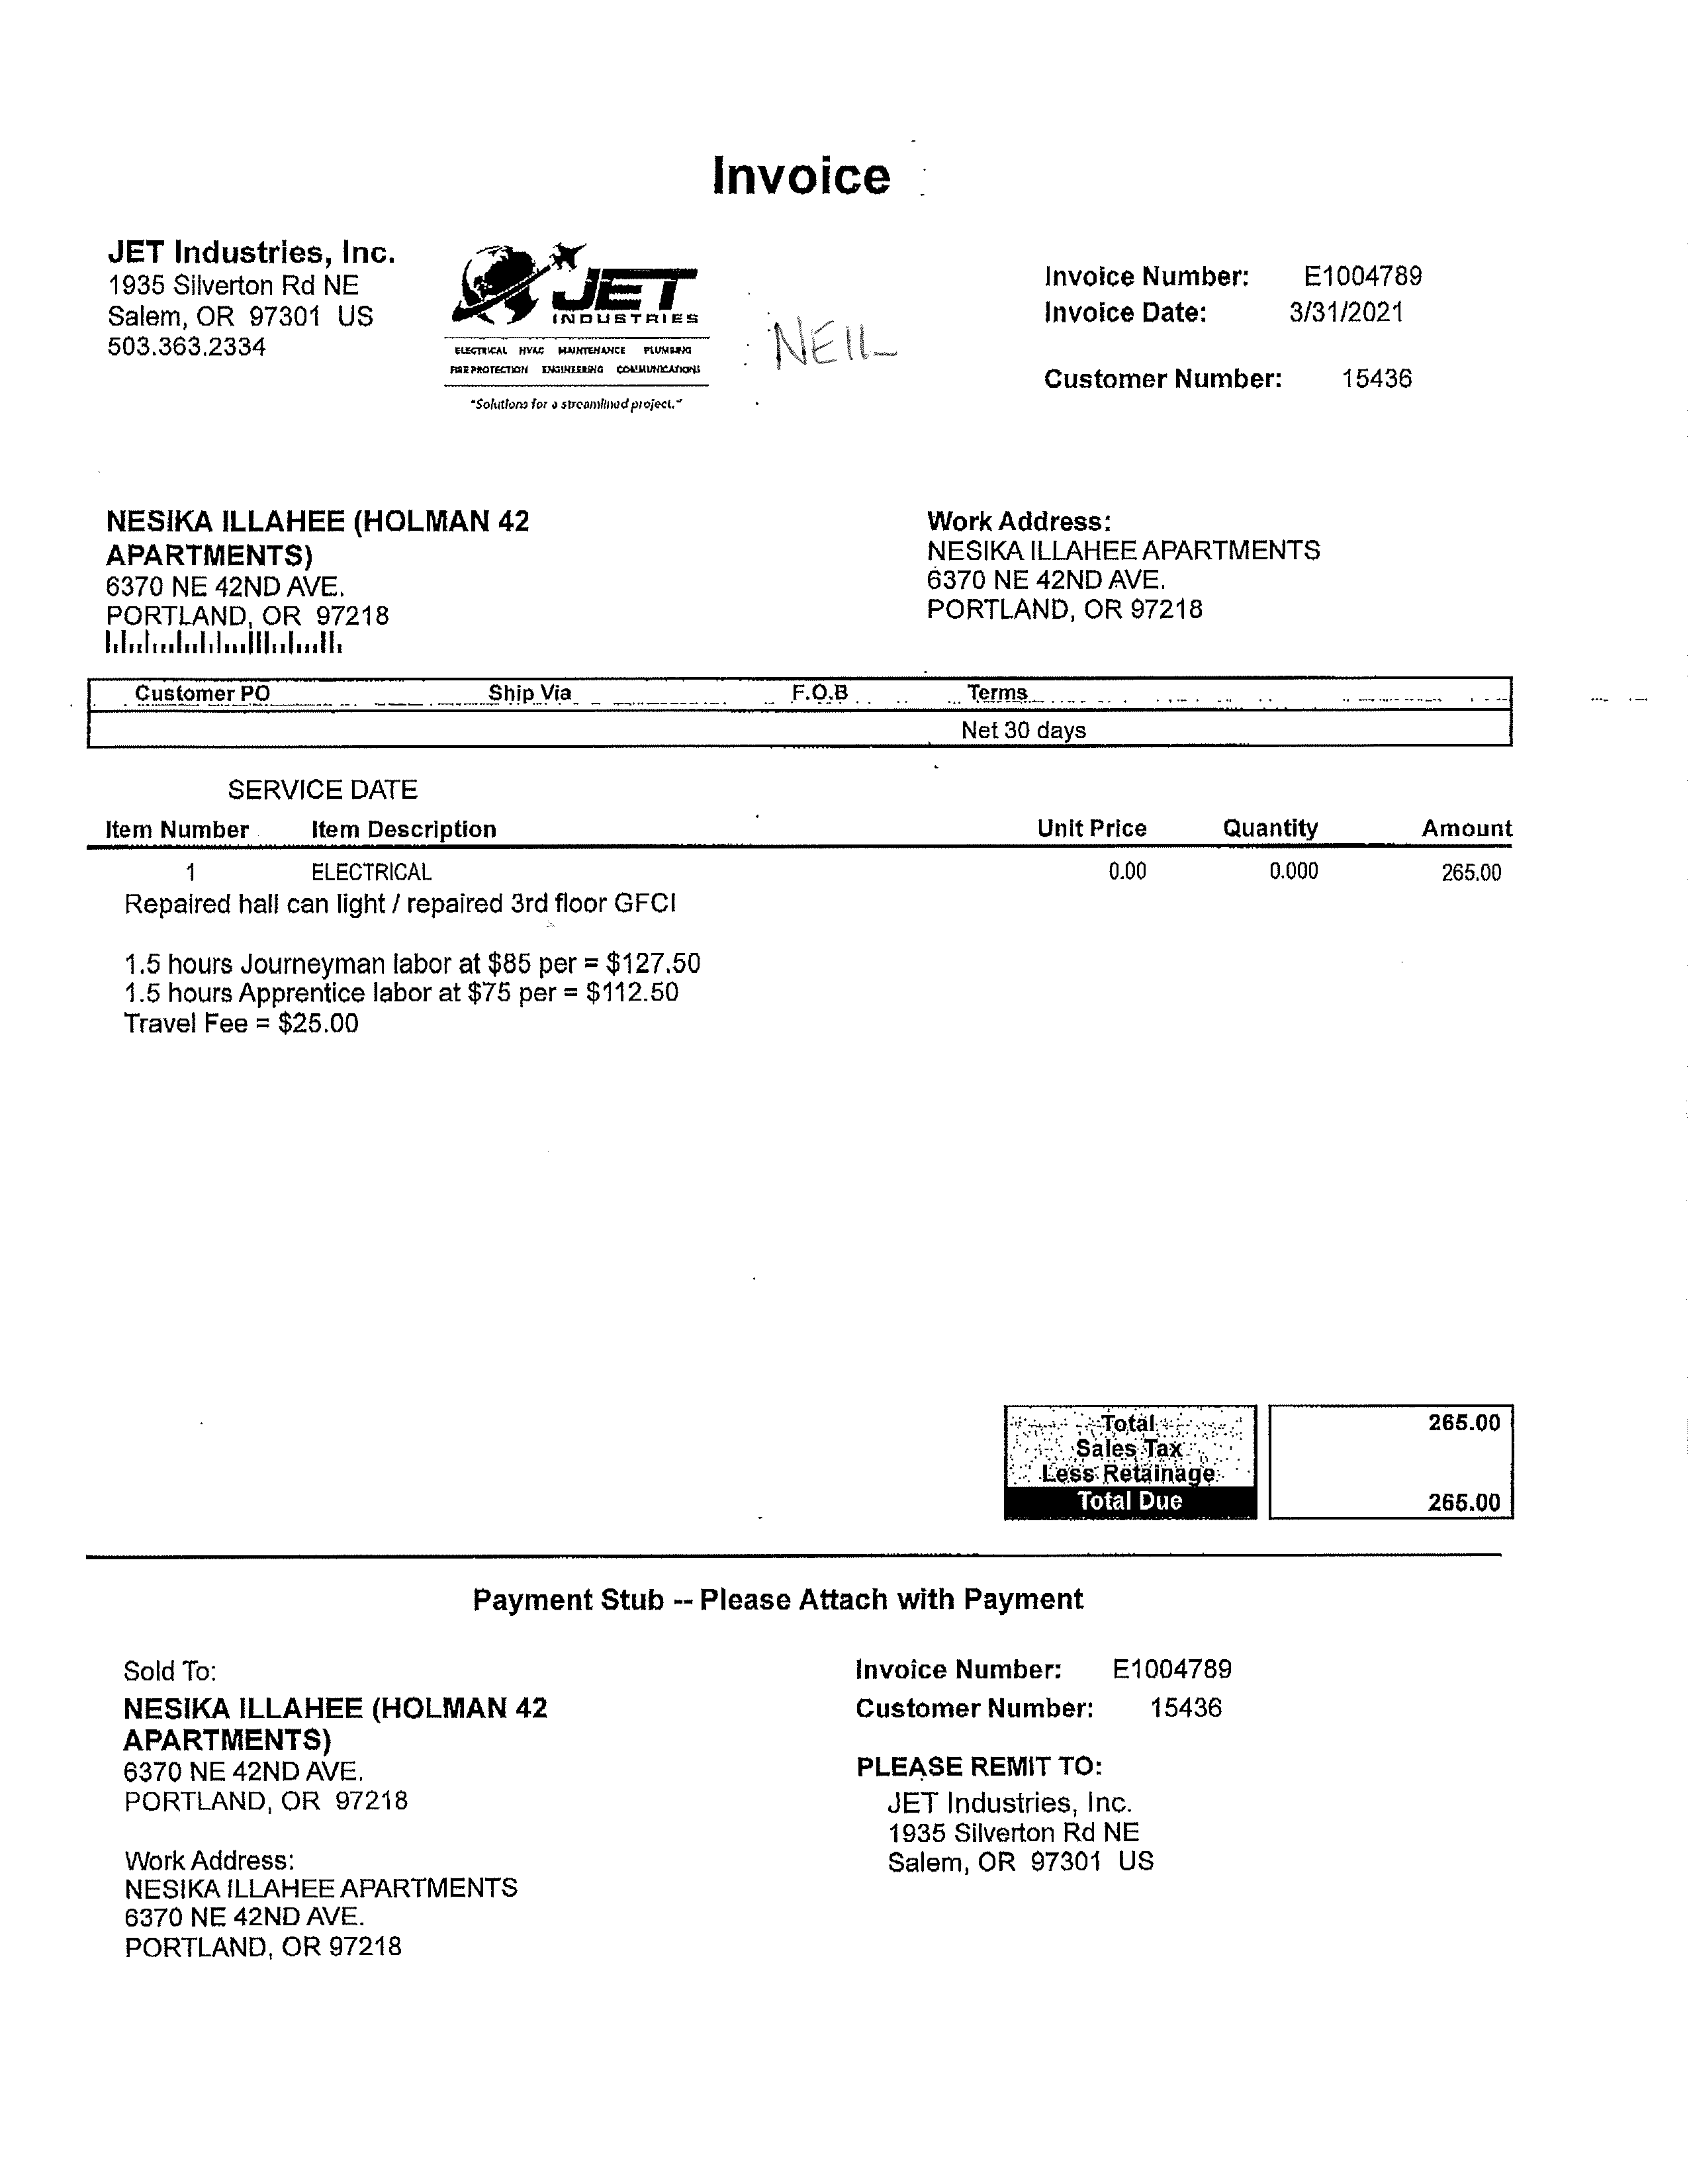 Invoice
JET Industries, Inc.
1935 Silverton Rd NE
Salem, OR 97301 US
503.363.2334
JET
INDUSTRIES
ELECTRICAL HVAC MAINTENANCE PLUMBING
FIRE PROTECTION ENGINEERING COMMUNICATIONS
"Solutions for a streamlined project."
NEIL
Invoice Number: E1004789
Invoice Date: 3/31/2021
Customer Number: 15436
NESIKA ILLAHEE (HOLMAN 42
APARTMENTS)
6370 NE 42ND AVE.
PORTLAND, OR 97218
Work Address:
NESIKA ILLAHEE APARTMENTS
6370 NE 42ND AVE.
PORTLAND, OR 97218
Customer PO Ship Via F.O.B Terms
Net 30 days
SERVICE DATE
Item Number Item Description Unit Price Quantity Amount
1 ELECTRICAL 0.00 0.000 265.00
Repaired hall can light / repaired 3rd floor GFCI
1.5 hours Journeyman labor at $85 per = $127.50
1.5 hours Apprentice labor at $75 per = $112.50
Travel Fee = $25.00
Total 265.00
Sales Tax
Less Retainage
Total Due 265.00
Payment Stub -- Please Attach with Payment
Sold To:
NESIKA ILLAHEE (HOLMAN 42
APARTMENTS)
6370 NE 42ND AVE.
PORTLAND, OR 97218
Work Address:
NESIKA ILLAHEE APARTMENTS
6370 NE 42ND AVE.
PORTLAND, OR 97218
Invoice Number: E1004789
Customer Number: 15436
PLEASE REMIT TO:
JET Industries, Inc.
1935 Silverton Rd NE
Salem, OR 97301 US